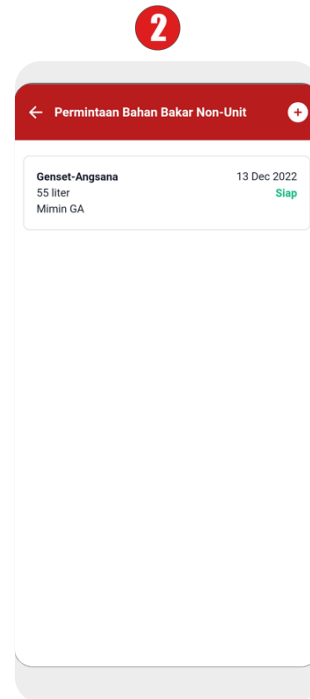 2
Permintaan Bahan Bakar Non-Unit
Genset-Angsana 13 Dec 2022
55 liter Siap
Mimin GA